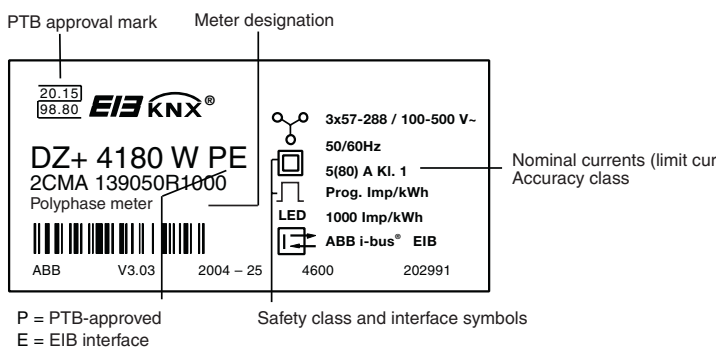 PTB approval mark
Meter designation
20.15
98.80
EIB KNX®
DZ+ 4180 W PE
2CMA 139050R1000
Polyphase meter
3x57-288 / 100-500 V~
50/60Hz
5(80) A Kl. 1
Prog. Imp/kWh
LED 1000 Imp/kWh
ABB i-bus® EIB
ABB V3.03 2004 – 25 4600 202991
Nominal currents (limit cur
Accuracy class
P = PTB-approved
E = EIB interface
Safety class and interface symbols